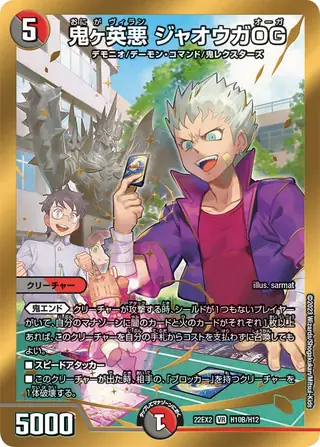 5
おに が ヴィラン オーガ
鬼ヶ英悪 ジャオウガOG
デモニオ/デーモン・コマンド/鬼レクスターズ
illus. sarmat
クリーチャー
鬼エンド クリーチャーが攻撃する時、シールドが1つもないプレイヤー
がいて、自分のマナゾーンに闇のカードと火のカードがそれぞれ1枚以上
あれば、このクリーチャーを自分の手札からコストを支払わずに召喚しても
よい。
■スピードアタッカー
■このクリーチャーが出た時、相手の、「ブロッカー」を持つクリーチャーを
1体破壊する。
5000
1
22EX2 VR H10B/H12
©2023 Wizards/Shogakukan/Mitsui-Kids